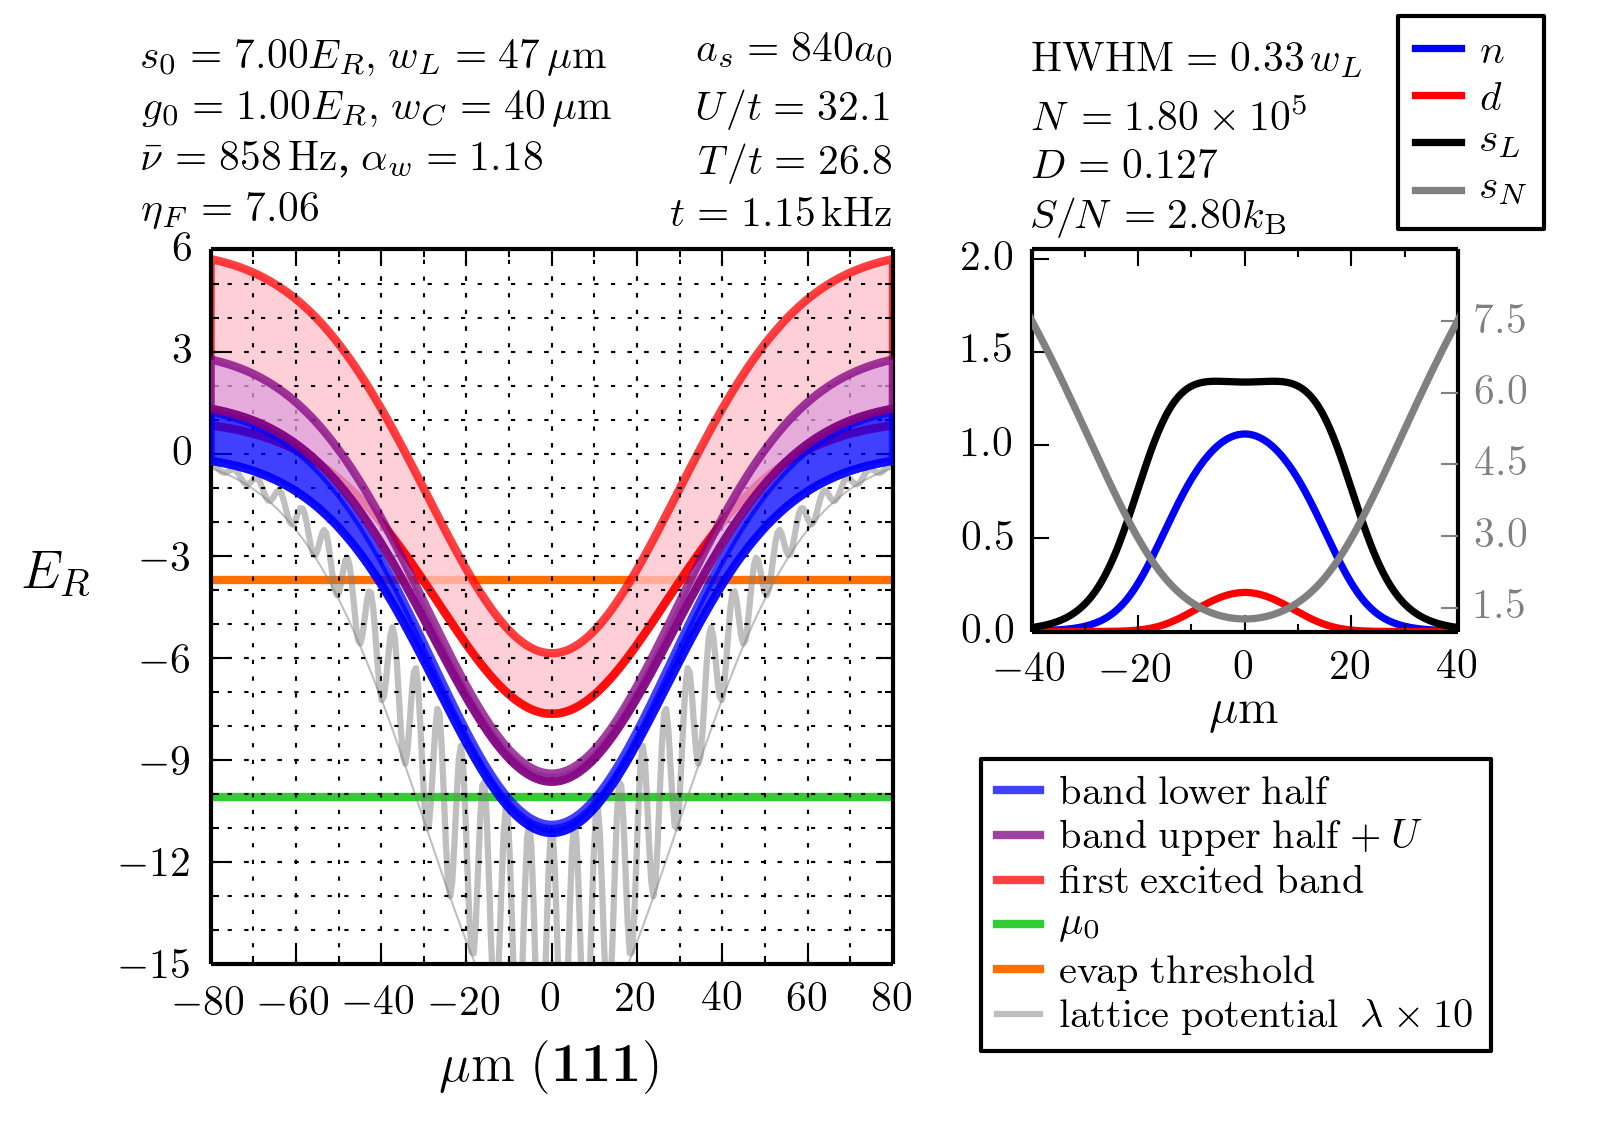 s₀ = 7.00E_R, w_L = 47 μm
g₀ = 1.00E_R, w_C = 40 μm
ν̄ = 858 Hz, α_w = 1.18
η_F = 7.06
a_s = 840a₀
U/t = 32.1
T/t = 26.8
t = 1.15 kHz
HWHM = 0.33 w_L
N = 1.80 × 10⁵
D = 0.127
S/N = 2.80k_B
n
d
s_L
s_N
E_R
6
3
0
−3
−6
−9
−12
−15
−80 −60 −40 −20 0 20 40 60 80
μm (111)
2.0
1.5
1.0
0.5
0.0
7.5
6.0
4.5
3.0
1.5
−40 −20 0 20 40
μm
band lower half
band upper half + U
first excited band
μ₀
evap threshold
lattice potential λ × 10